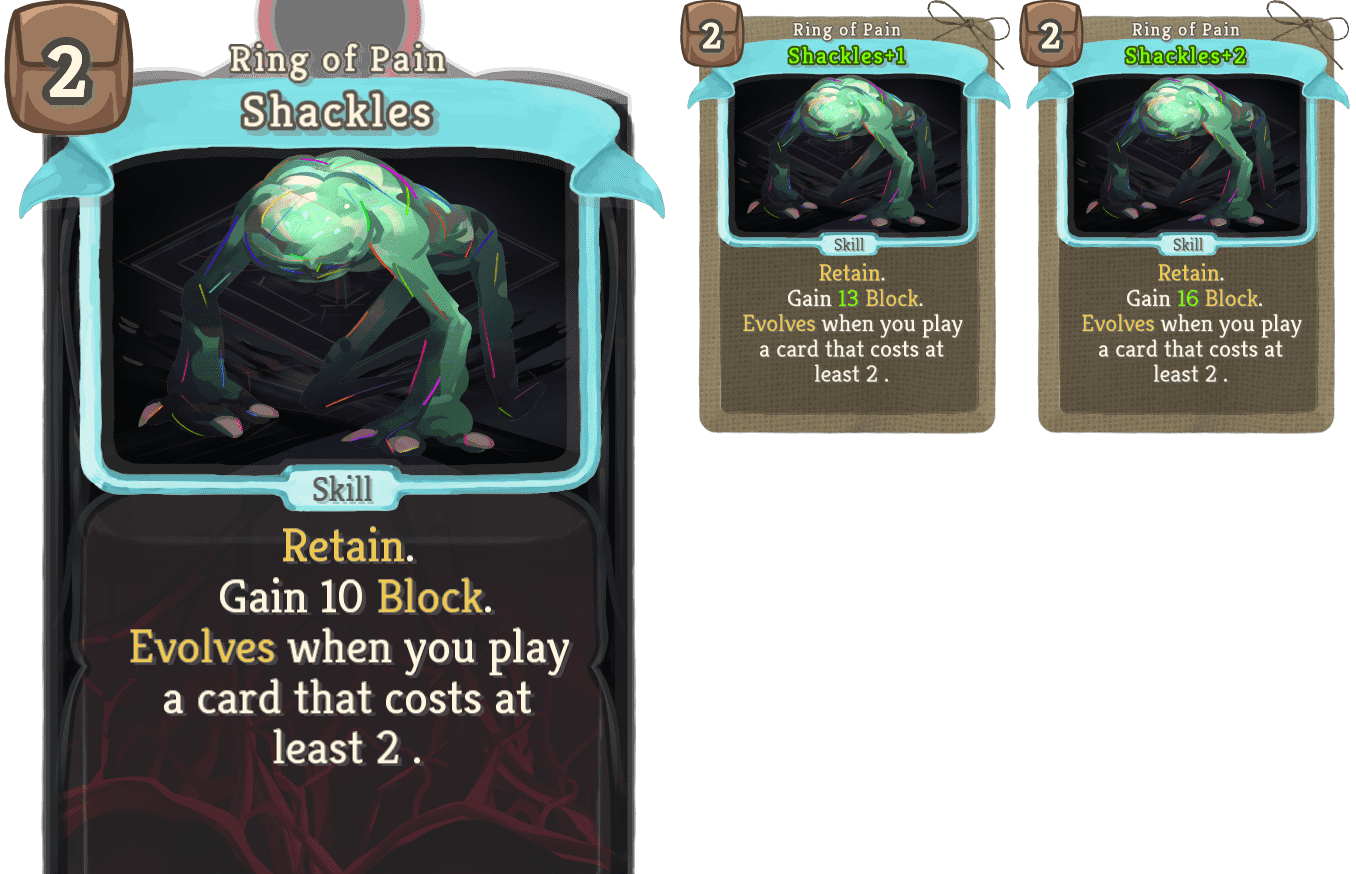 2
Ring of Pain
Shackles
Skill
Retain.
Gain 10 Block.
Evolves when you play
a card that costs at
least 2 .
2
Ring of Pain
Shackles+1
Skill
Retain.
Gain 13 Block.
Evolves when you play
a card that costs at
least 2 .
2
Ring of Pain
Shackles+2
Skill
Retain.
Gain 16 Block.
Evolves when you play
a card that costs at
least 2 .